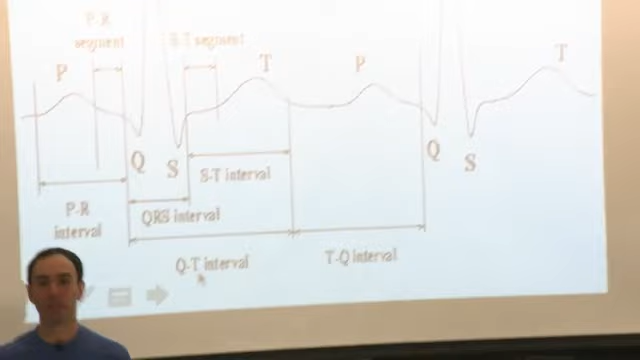 P-R
segment
S-T segment
P
T
P
T
Q
S
Q
S
S-T interval
P-R
interval
QRS interval
Q-T interval
T-Q interval